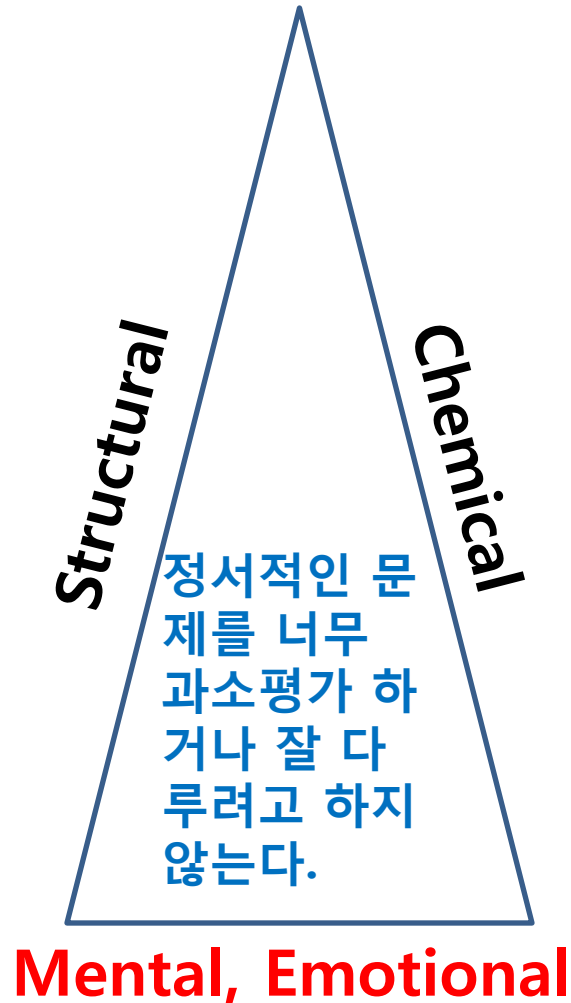 Structural
Chemical
정서적인 문
제를 너무
과소평가 하
거나 잘 다
루려고 하지
않는다.
Mental, Emotional